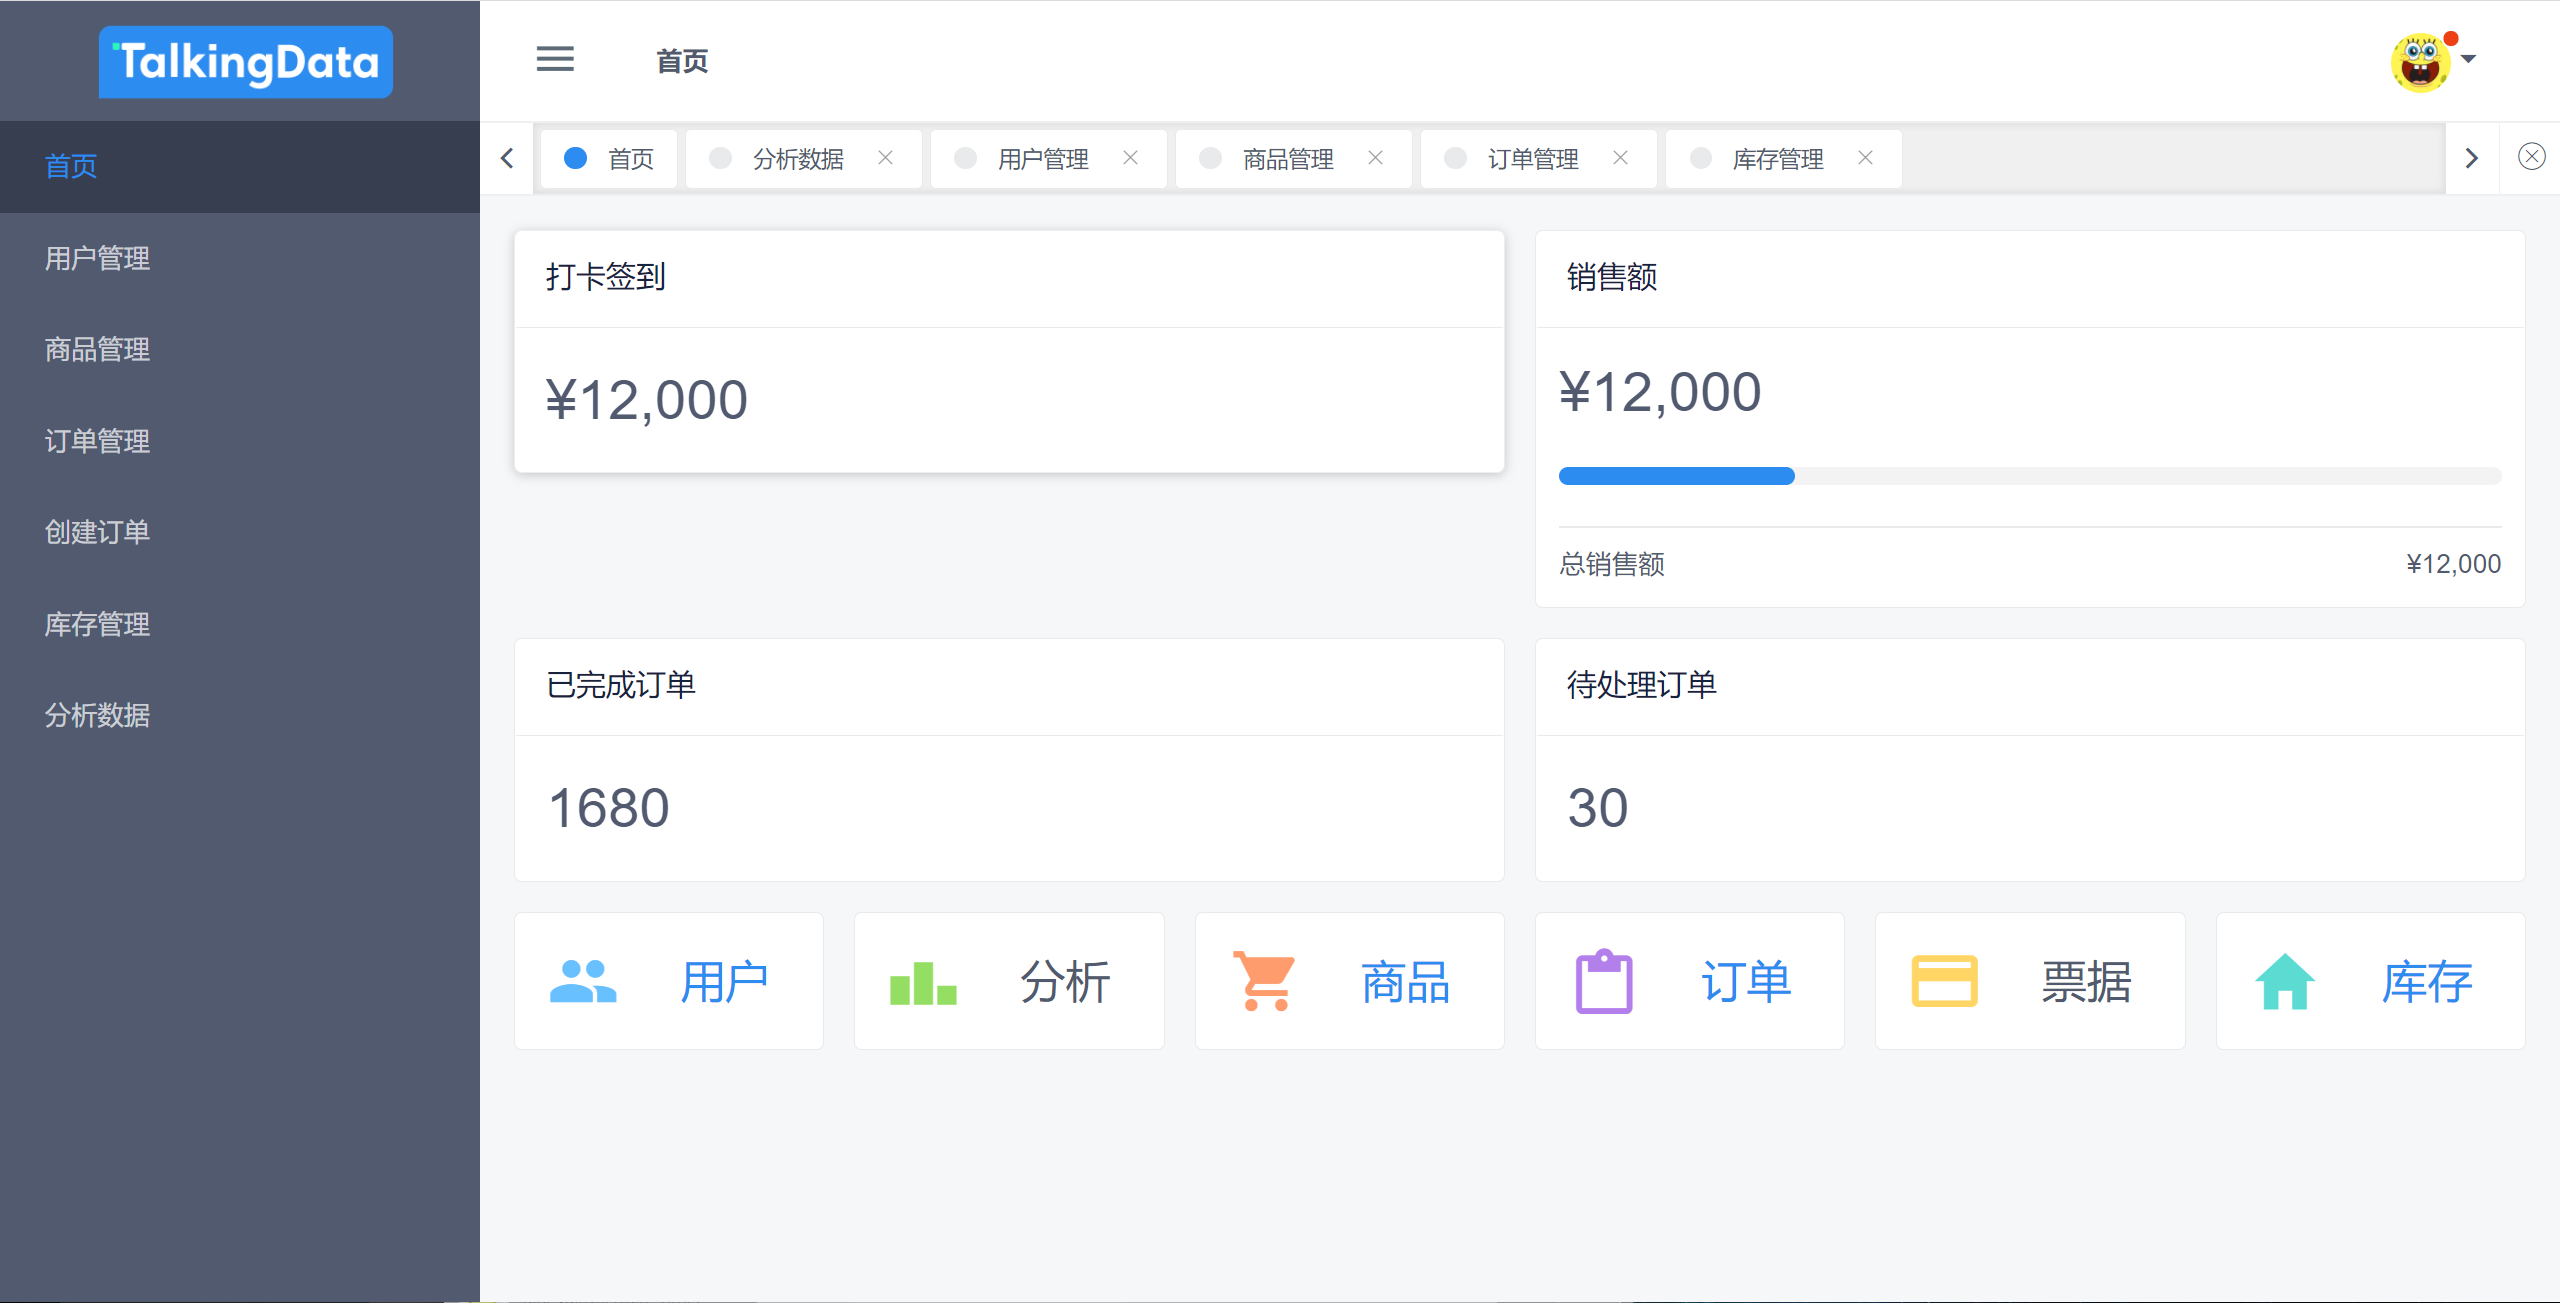 TalkingData
首页
用户管理
商品管理
订单管理
创建订单
库存管理
分析数据
首页
首页
分析数据
用户管理
商品管理
订单管理
库存管理
打卡签到
¥12,000
销售额
¥12,000
总销售额 ¥12,000
已完成订单
1680
待处理订单
30
用户
分析
商品
订单
票据
库存